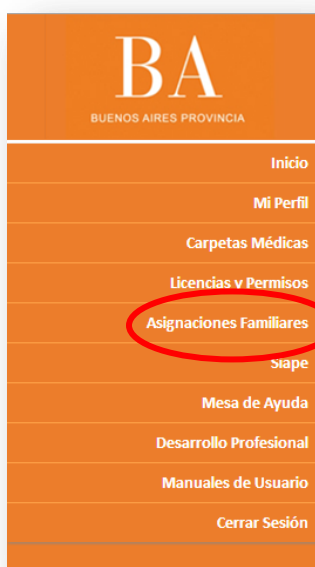 BA
BUENOS AIRES PROVINCIA
Inicio
Mi Perfil
Carpetas Médicas
Licencias y Permisos
Asignaciones Familiares
Siape
Mesa de Ayuda
Desarrollo Profesional
Manuales de Usuario
Cerrar Sesión